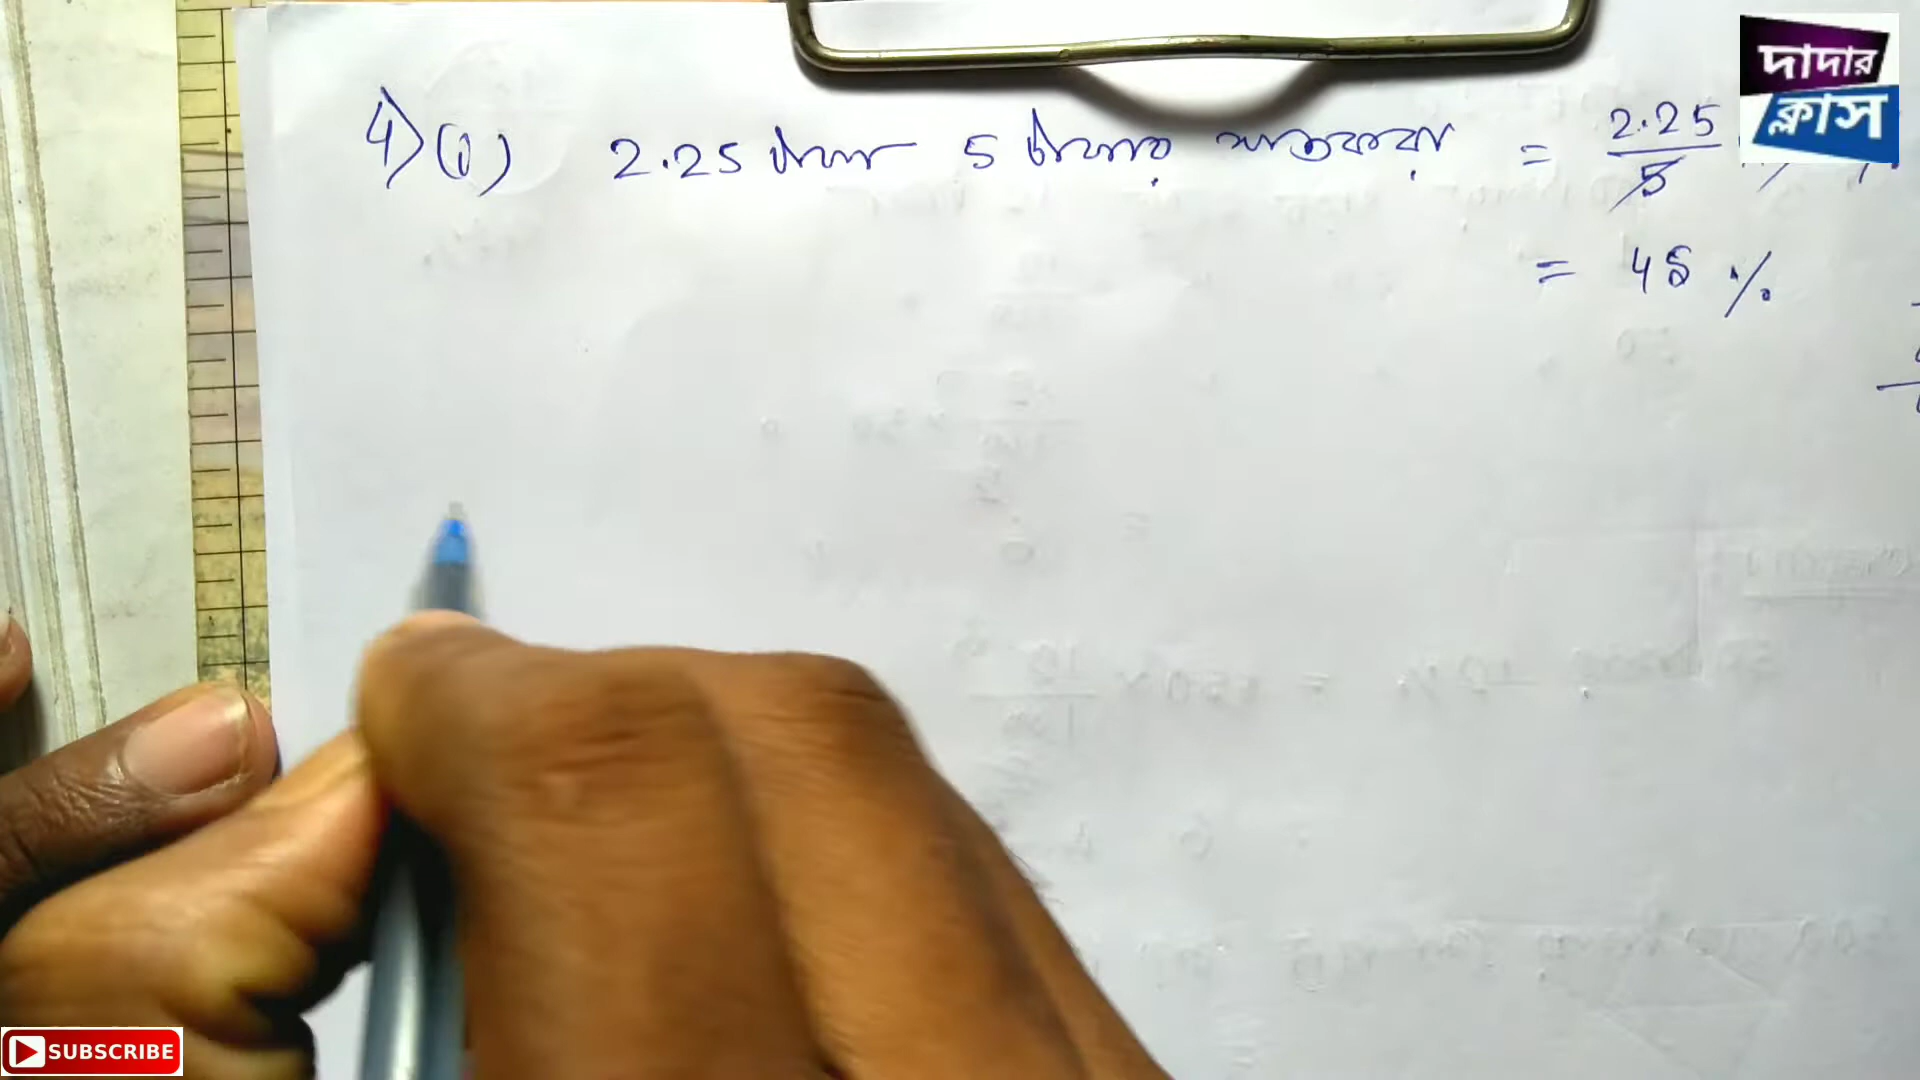 4) (i) 2.25 টাকা 5 টাকার শতকরা = 2.25/5
= 45 %
দাদার
ক্লাস
SUBSCRIBE